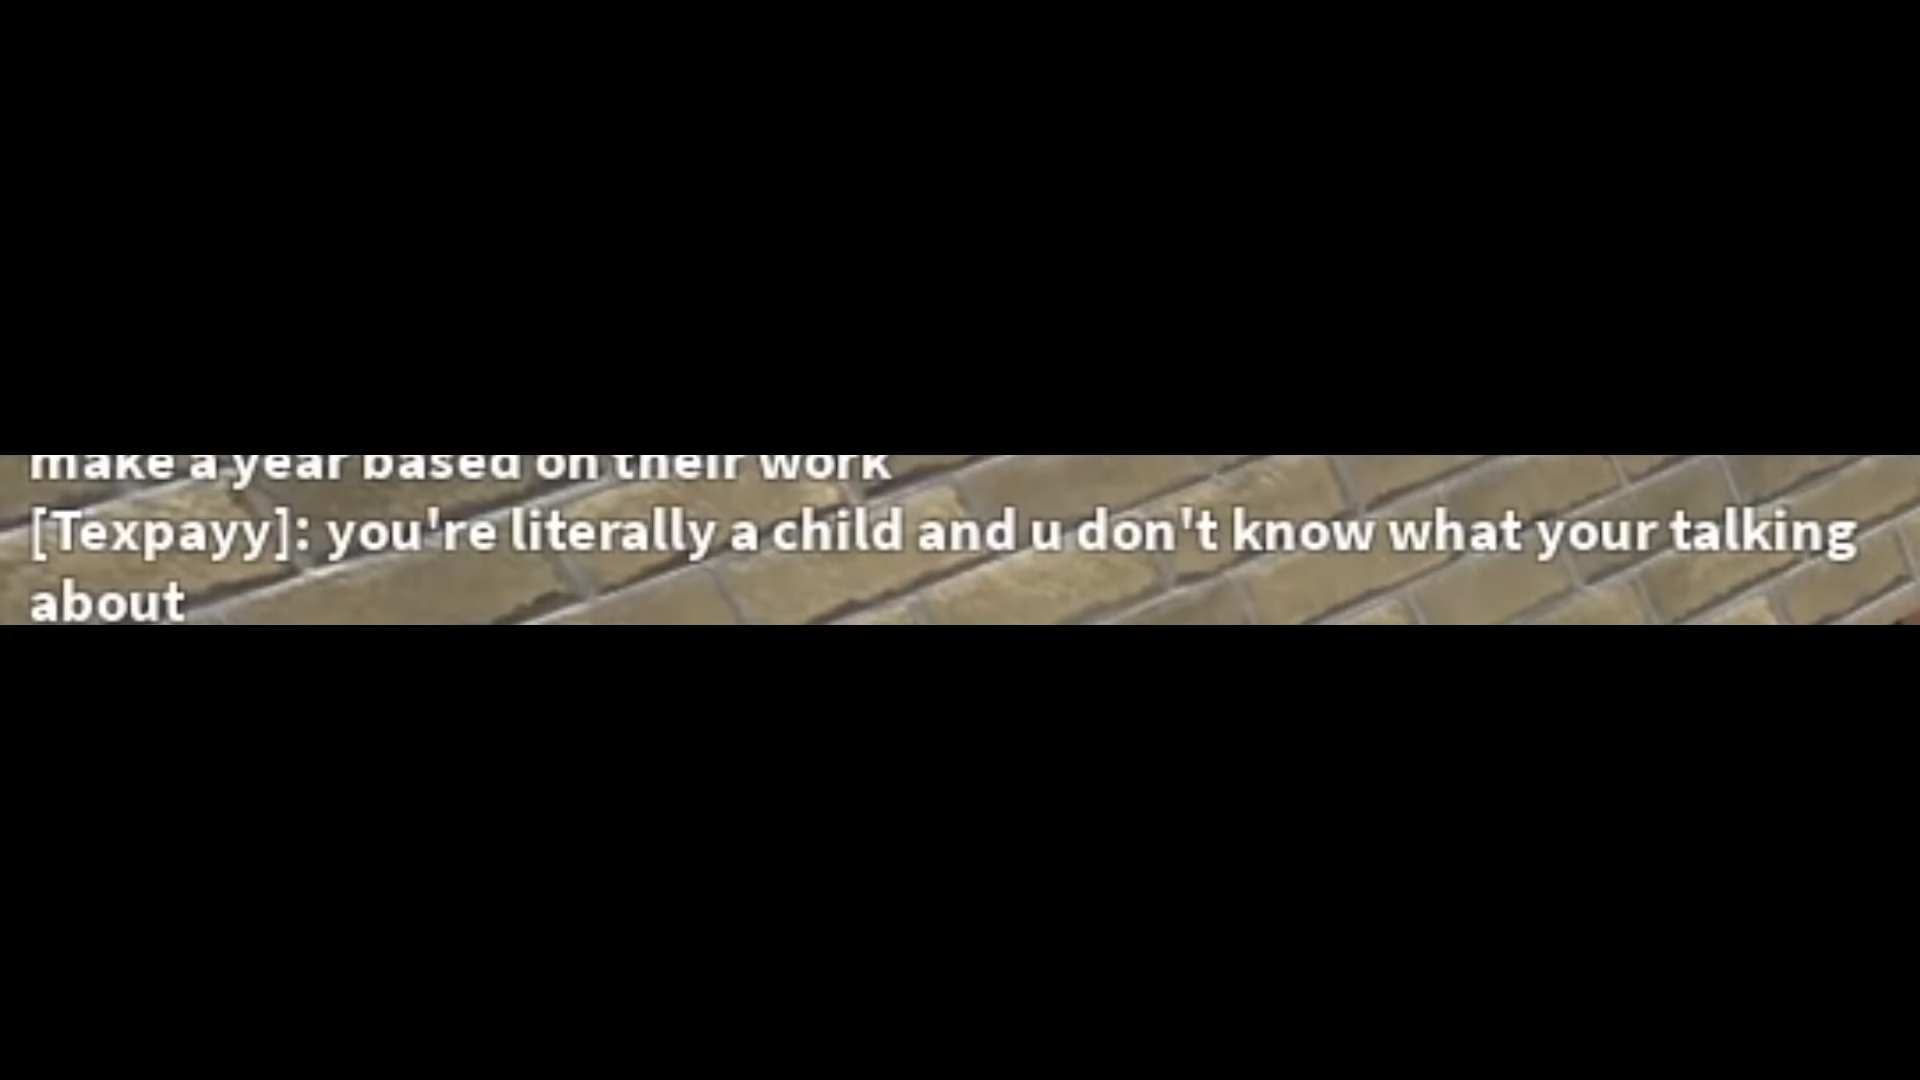 make a year based on their work
[Texpayy]: you're literally a child and u don't know what your talking
about